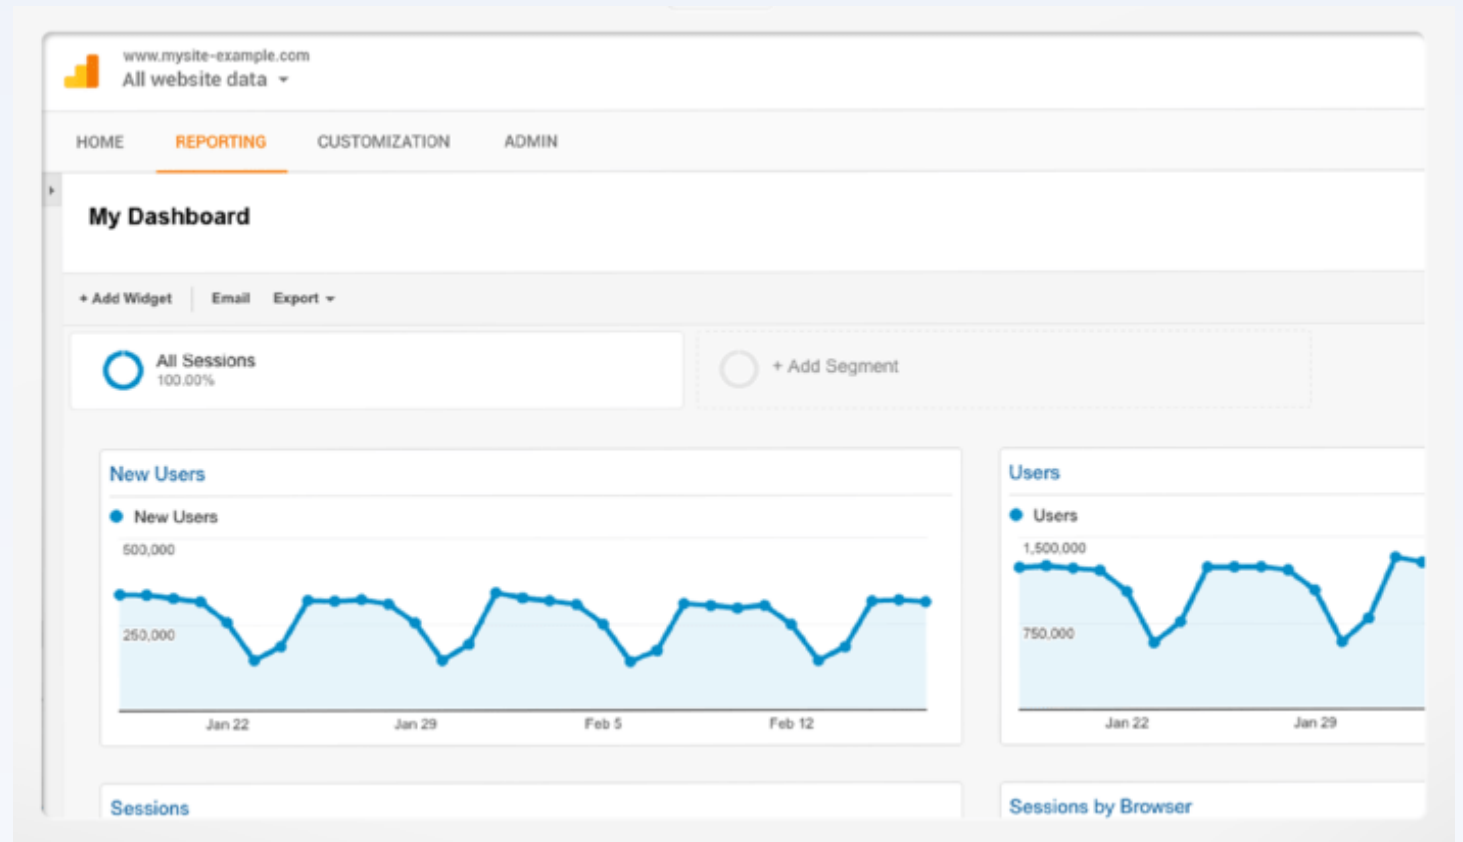 www.mysite-example.com
All website data
HOME REPORTING CUSTOMIZATION ADMIN
My Dashboard
+ Add Widget Email Export
All Sessions
100.00%
+ Add Segment
New Users
New Users
500,000
250,000
Jan 22 Jan 29 Feb 5 Feb 12
Users
Users
1,500,000
750,000
Jan 22 Jan 29
Sessions
Sessions by Browser